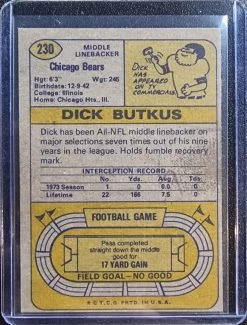 230
MIDDLE
LINEBACKER
Chicago Bears
Hgt: 6'3" Wgt: 245
Birthdate: 12-9-42
College: Illinois
Home: Chicago Hts., Ill.
DICK
HAS
APPEARED
ON TV
COMMERCIALS
DICK BUTKUS
Dick has been All-NFL middle linebacker on
major selections seven times out of his nine
years in the league. Holds fumble recovery
mark.
INTERCEPTION RECORD
No. Yds. Avg. TD
1973 Season 1 0 0.0 0
Lifetime 22 166 7.5 0
FOOTBALL GAME
Pass completed
straight down the middle
good for
17 YARD GAIN
FIELD GOAL—NO GOOD
© T.C.G. PRTD. IN U.S.A.